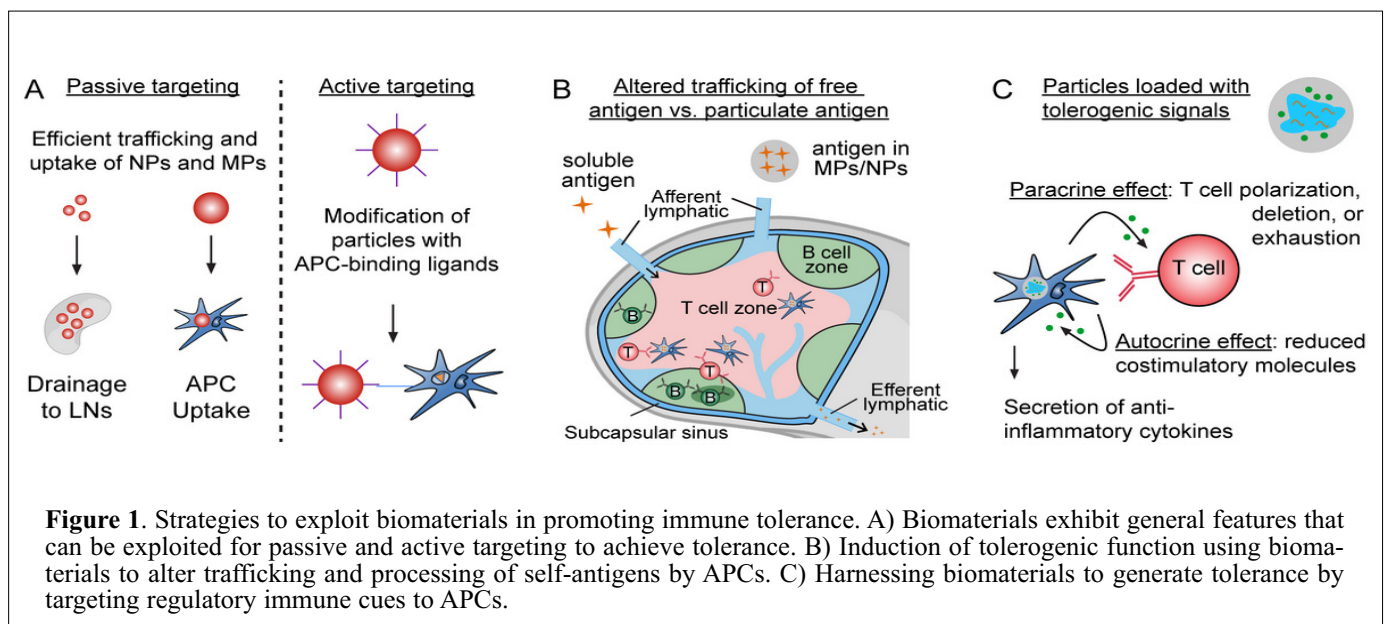 A
Passive targeting
Efficient trafficking and
uptake of NPs and MPs
Drainage
to LNs
APC
Uptake
Active targeting
Modification of
particles with
APC-binding ligands
B
Altered trafficking of free
antigen vs. particulate antigen
soluble
antigen
antigen in
MPs/NPs
Afferent
lymphatic
B cell
zone
T
T cell zone
B
T
T
B
B
Efferent
lymphatic
Subcapsular sinus
C
Particles loaded with
tolerogenic signals
Paracrine effect: T cell polarization,
deletion, or
exhaustion
T cell
Autocrine effect: reduced
costimulatory molecules
Secretion of anti-
inflammatory cytokines
Figure 1. Strategies to exploit biomaterials in promoting immune tolerance. A) Biomaterials exhibit general features that
can be exploited for passive and active targeting to achieve tolerance. B) Induction of tolerogenic function using bioma-
terials to alter trafficking and processing of self-antigens by APCs. C) Harnessing biomaterials to generate tolerance by
targeting regulatory immune cues to APCs.